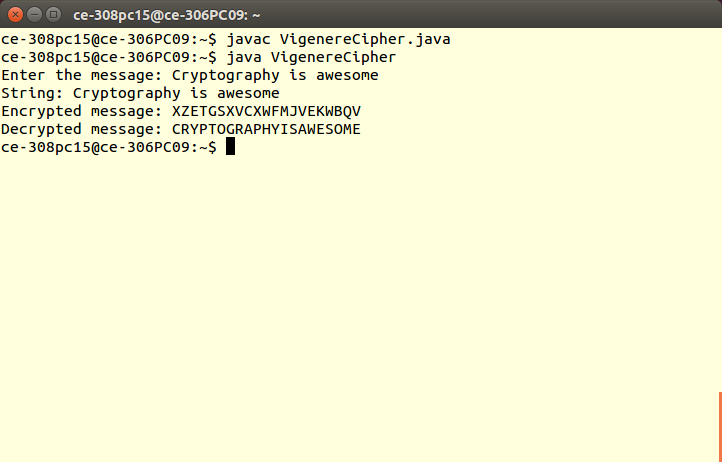 ce-308pc15@ce-306PC09: ~
ce-308pc15@ce-306PC09:~$ javac VigenereCipher.java
ce-308pc15@ce-306PC09:~$ java VigenereCipher
Enter the message: Cryptography is awesome
String: Cryptography is awesome
Encrypted message: XZETGSXVCXWFMJVEKWBQV
Decrypted message: CRYPTOGRAPHYISAWESOME
ce-308pc15@ce-306PC09:~$